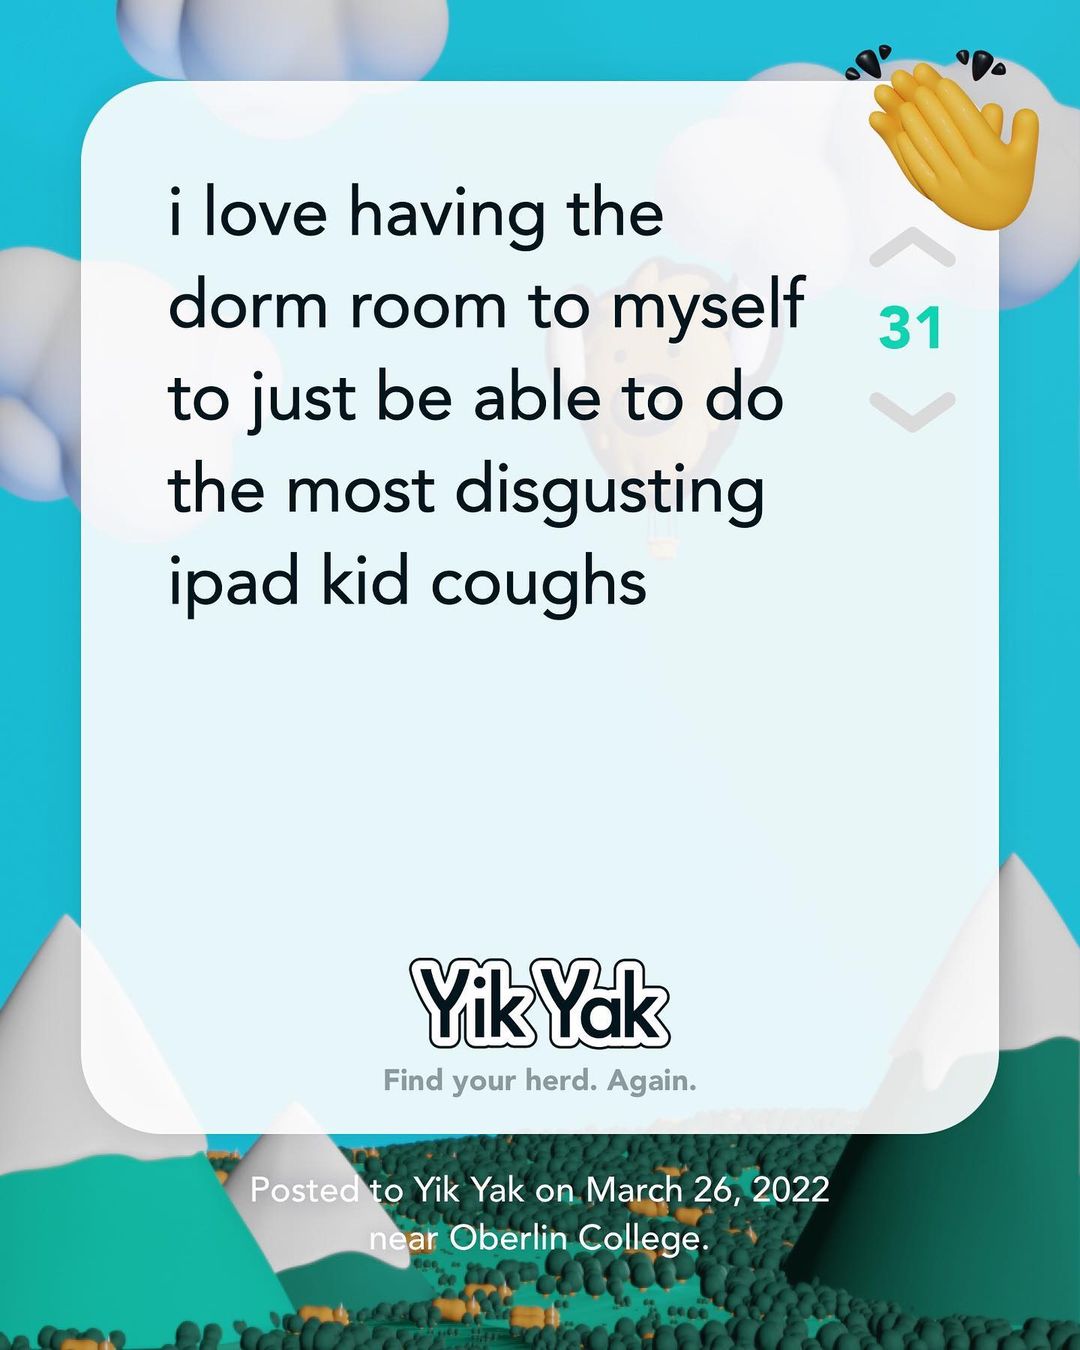 i love having the
dorm room to myself
to just be able to do
the most disgusting
ipad kid coughs
31
Yik Yak
Find your herd. Again.
Posted to Yik Yak on March 26, 2022
near Oberlin College.